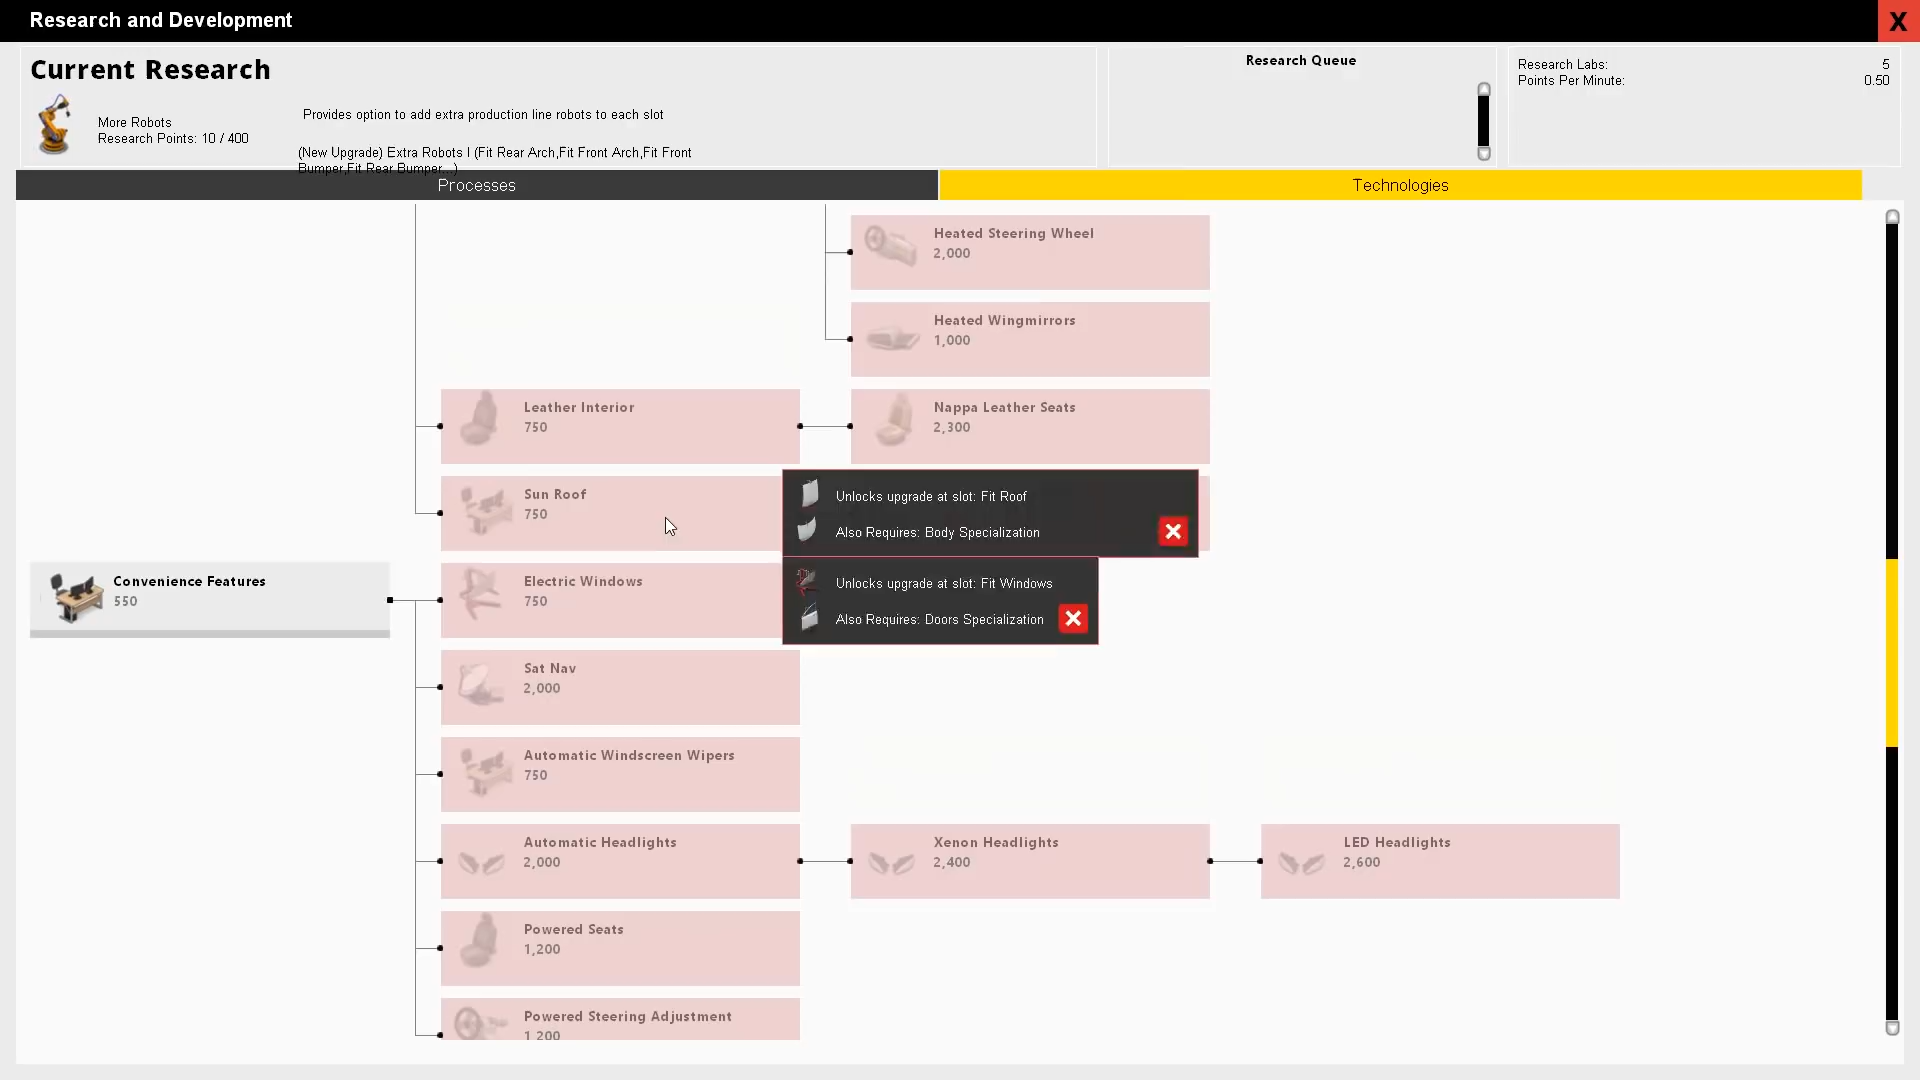 Research and Development
X
Current Research
More Robots
Research Points: 10 / 400
Provides option to add extra production line robots to each slot
(New Upgrade) Extra Robots I (Fit Rear Arch,Fit Front Arch,Fit Front
Bumper,Fit Rear Bumper...)
Research Queue
Research Labs: 5
Points Per Minute: 0.50
Processes
Technologies
Heated Steering Wheel
2,000
Heated Wingmirrors
1,000
Leather Interior
750
Nappa Leather Seats
2,300
Sun Roof
750
Unlocks upgrade at slot: Fit Roof
Also Requires: Body Specialization
Convenience Features
550
Electric Windows
750
Unlocks upgrade at slot: Fit Windows
Also Requires: Doors Specialization
Sat Nav
2,000
Automatic Windscreen Wipers
750
Automatic Headlights
2,000
Xenon Headlights
2,400
LED Headlights
2,600
Powered Seats
1,200
Powered Steering Adjustment
1,200